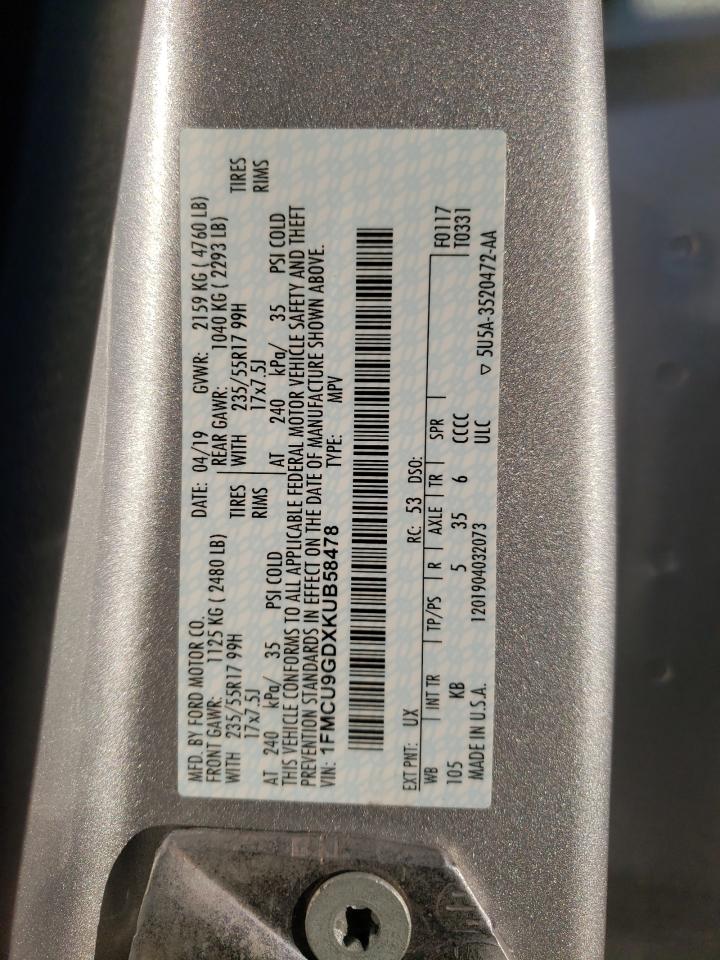 MFD. BY FORD MOTOR CO.
DATE: 04/19 GVWR: 2159 KG ( 4760 LB)
FRONT GAWR: 1125 KG ( 2480 LB) REAR GAWR: 1040 KG ( 2293 LB)
WITH 235/55R17 99H TIRES WITH 235/55R17 99H TIRES
17x7.5J RIMS 17x7.5J RIMS
AT 240 kPa/ 35 PSI COLD AT 240 kPa/ 35 PSI COLD
THIS VEHICLE CONFORMS TO ALL APPLICABLE FEDERAL MOTOR VEHICLE SAFETY AND THEFT
PREVENTION STANDARDS IN EFFECT ON THE DATE OF MANUFACTURE SHOWN ABOVE.
VIN: 1FMCU9GDXKUB58478 TYPE: MPV
EXT PNT: UX RC: 53 DSO: F0117
WB INT TR TP/PS R AXLE TR SPR T0331
105 KB 5 35 6 CCCC
MADE IN U.S.A. 1201904032073 ULC ▽ 5U5A-3520472-AA